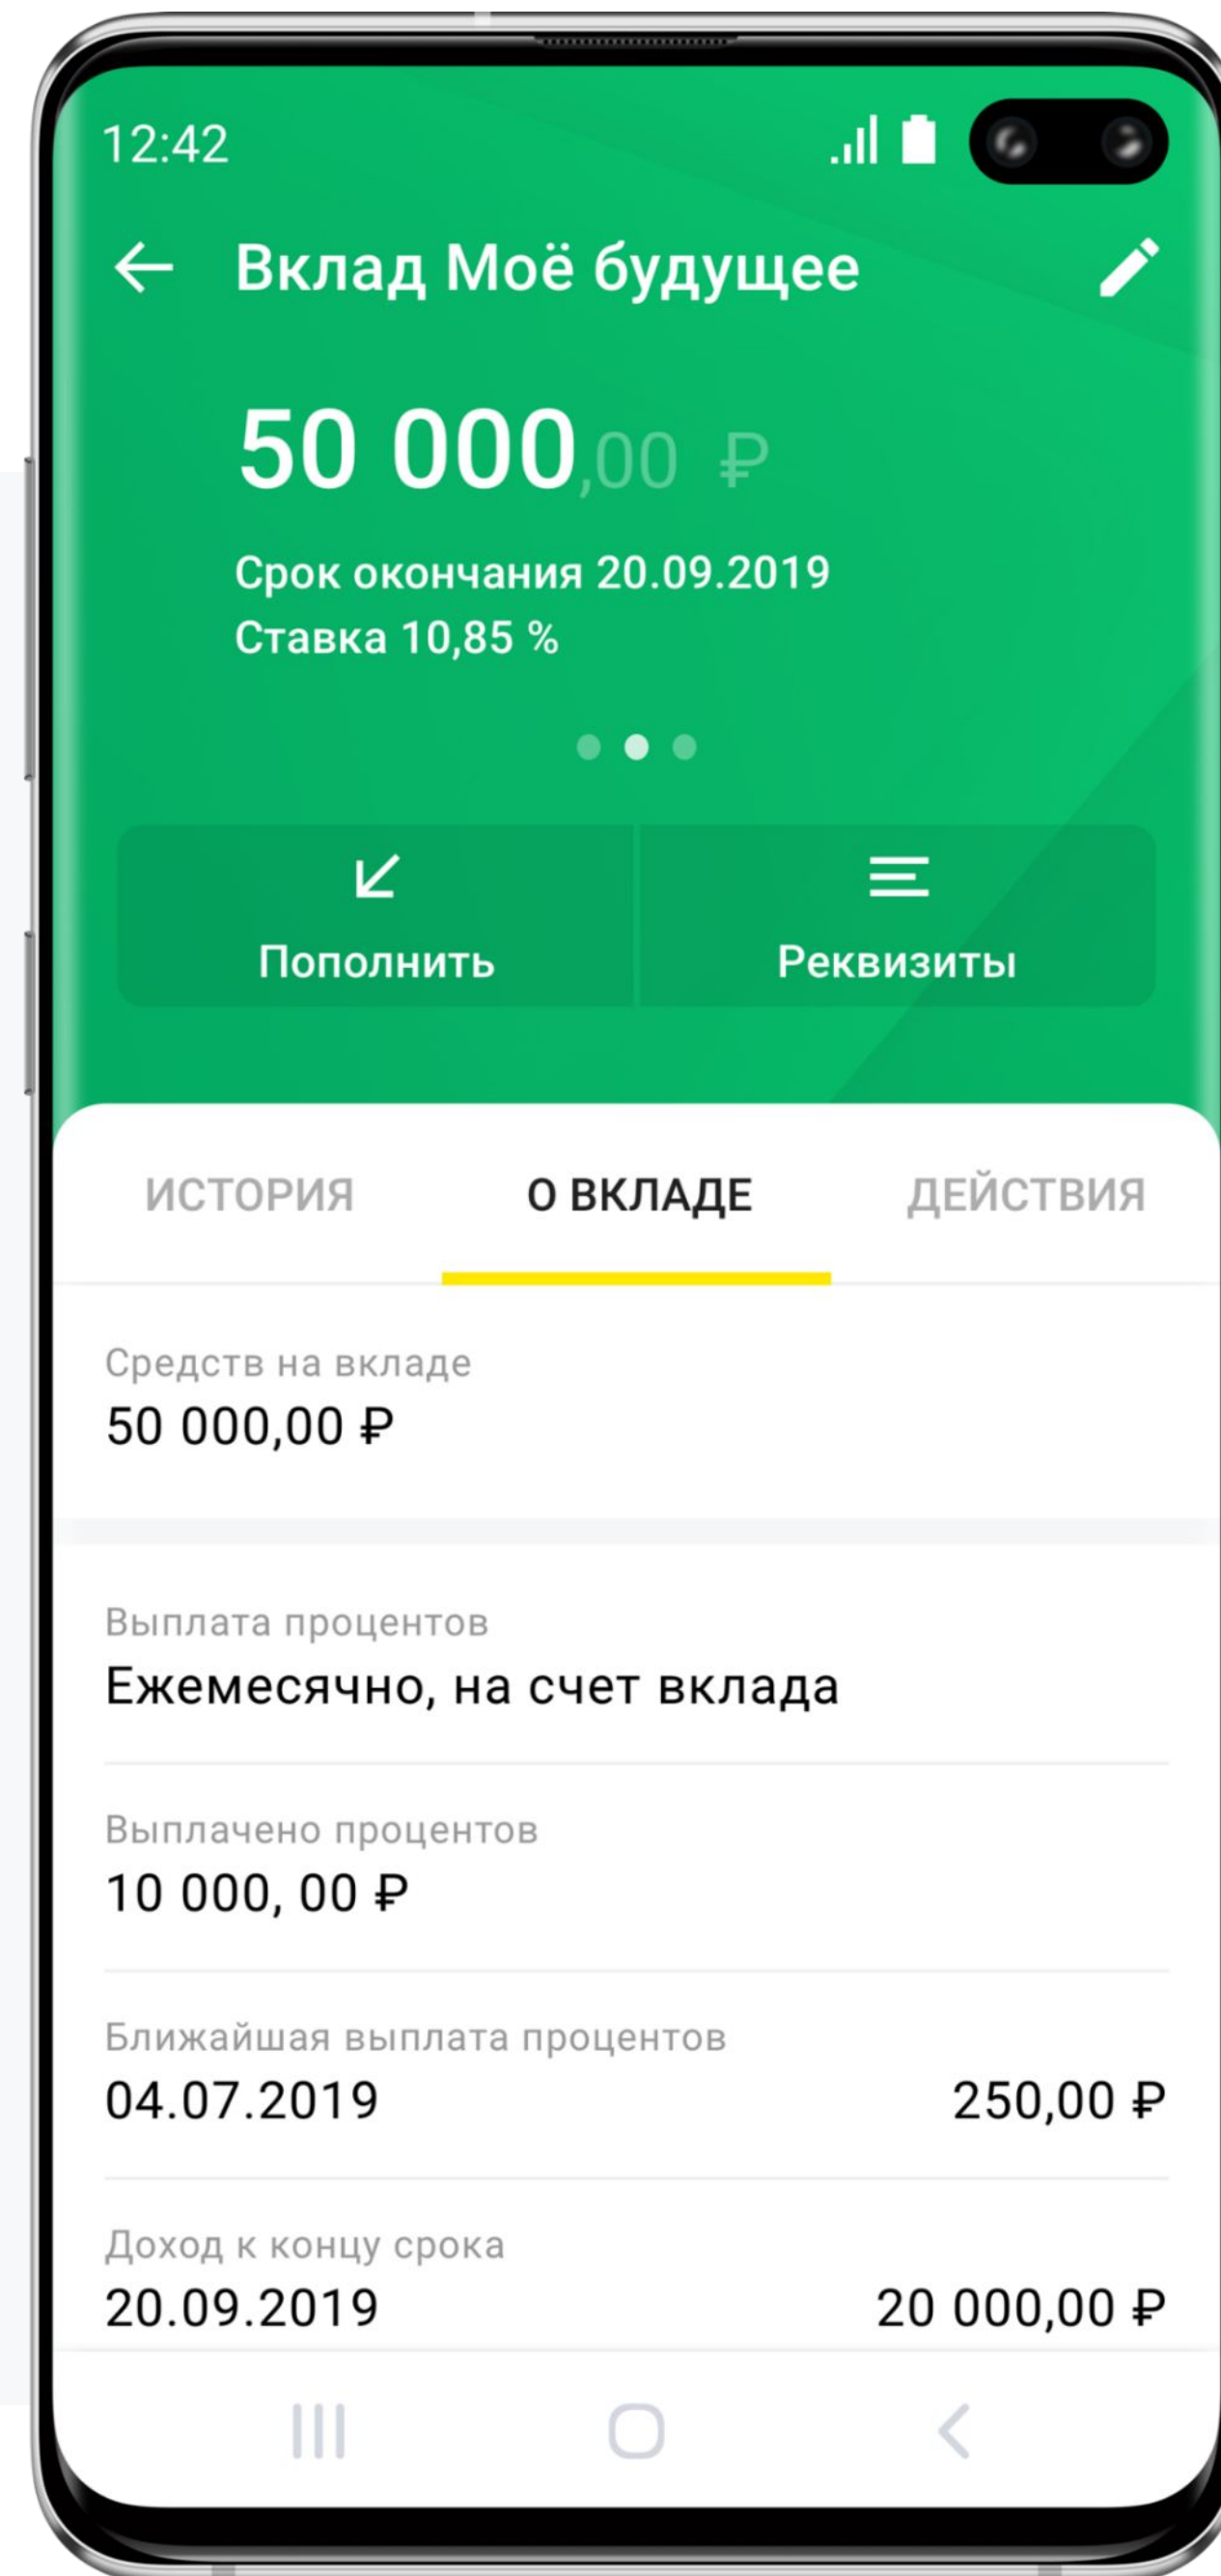 12:42
Вклад Моё будущее
50 000,00 ₽
Срок окончания 20.09.2019
Ставка 10,85 %
Пополнить
Реквизиты
ИСТОРИЯ
О ВКЛАДЕ
ДЕЙСТВИЯ
Средств на вкладе
50 000,00 ₽
Выплата процентов
Ежемесячно, на счет вклада
Выплачено процентов
10 000, 00 ₽
Ближайшая выплата процентов
04.07.2019 250,00 ₽
Доход к концу срока
20.09.2019 20 000,00 ₽